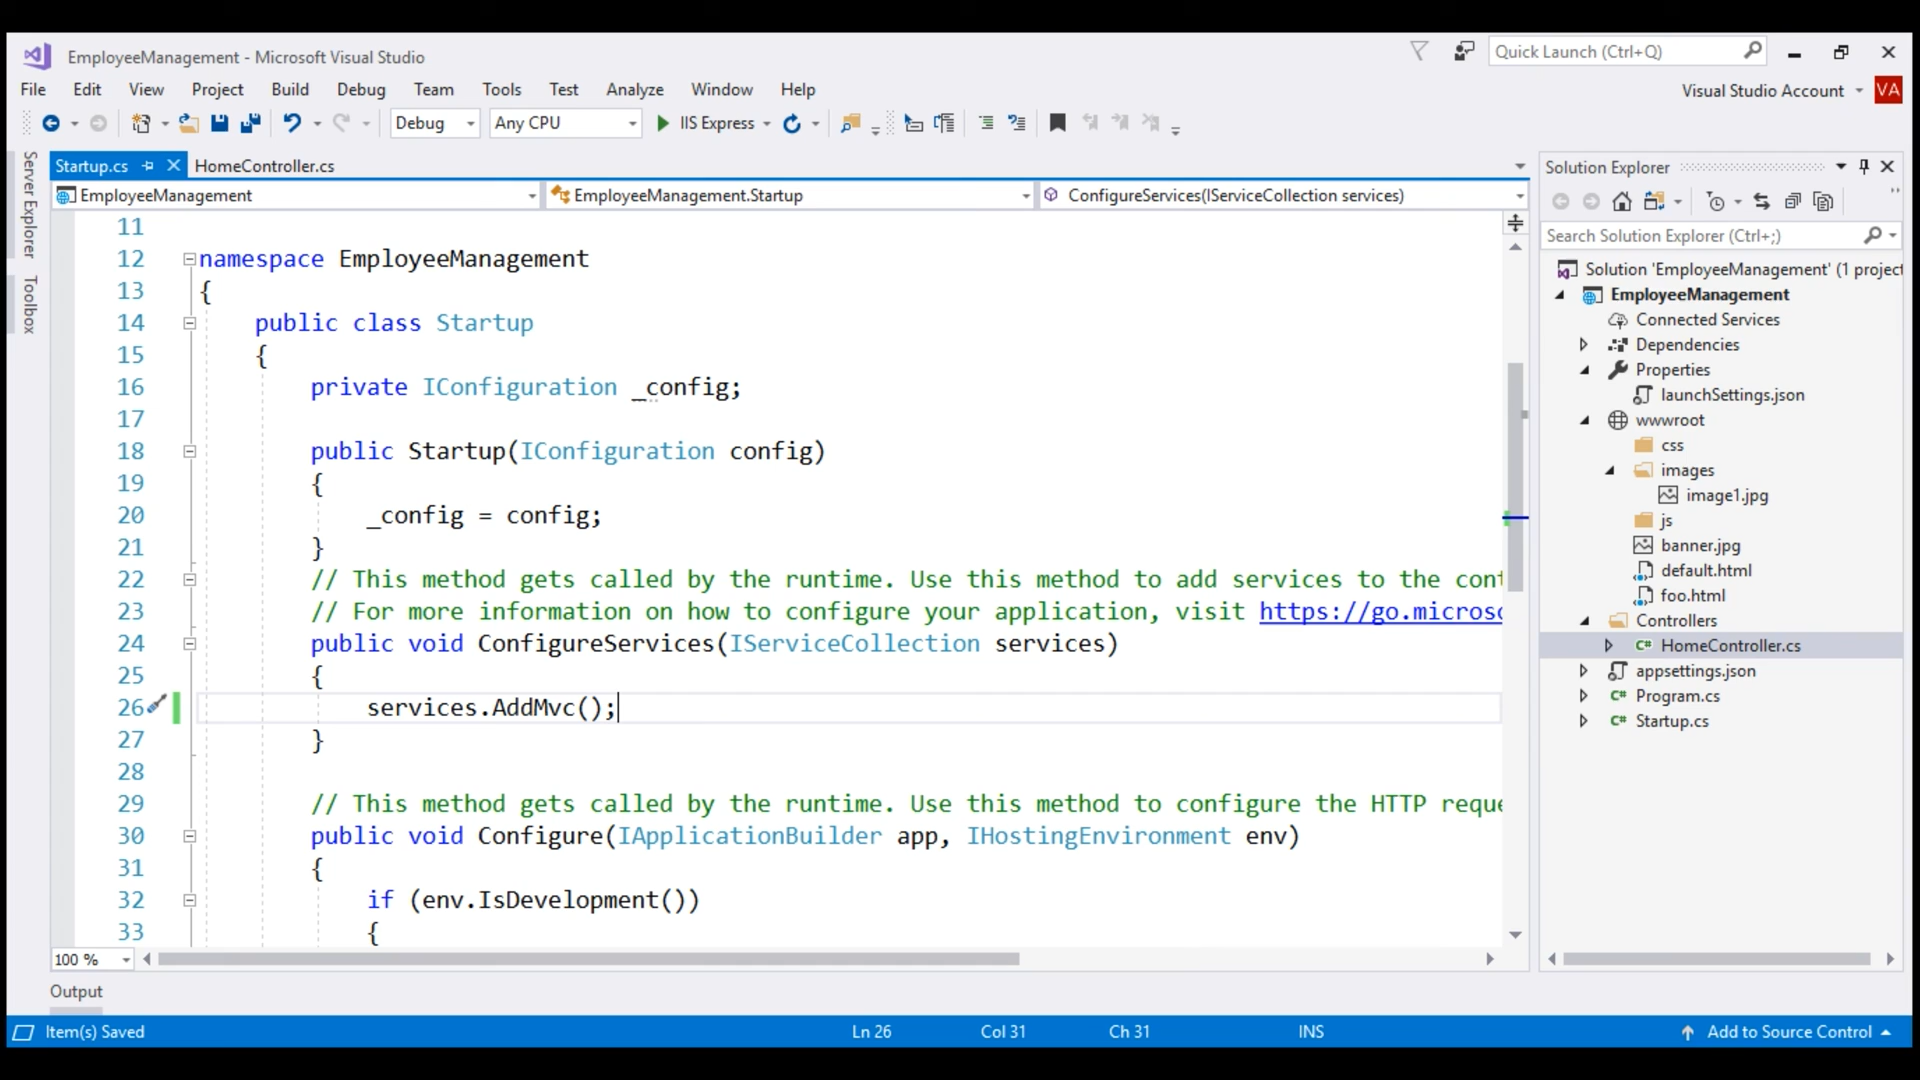 EmployeeManagement - Microsoft Visual Studio
Quick Launch (Ctrl+Q)
File Edit View Project Build Debug Team Tools Test Analyze Window Help
Visual Studio Account VA
Debug Any CPU IIS Express
Server Explorer
Toolbox
Startup.cs HomeController.cs
EmployeeManagement EmployeeManagement.Startup ConfigureServices(IServiceCollection services)
11
12 namespace EmployeeManagement
13 {
14 public class Startup
15 {
16 private IConfiguration _config;
17
18 public Startup(IConfiguration config)
19 {
20 _config = config;
21 }
22 // This method gets called by the runtime. Use this method to add services to the cont
23 // For more information on how to configure your application, visit https://go.microso
24 public void ConfigureServices(IServiceCollection services)
25 {
26 services.AddMvc();
27 }
28
29 // This method gets called by the runtime. Use this method to configure the HTTP reque
30 public void Configure(IApplicationBuilder app, IHostingEnvironment env)
31 {
32 if (env.IsDevelopment())
33 {
100 %
Solution Explorer
Search Solution Explorer (Ctrl+;)
Solution 'EmployeeManagement' (1 project
EmployeeManagement
Connected Services
Dependencies
Properties
launchSettings.json
wwwroot
css
images
image1.jpg
js
banner.jpg
default.html
foo.html
Controllers
C# HomeController.cs
appsettings.json
C# Program.cs
C# Startup.cs
Output
Item(s) Saved Ln 26 Col 31 Ch 31 INS Add to Source Control